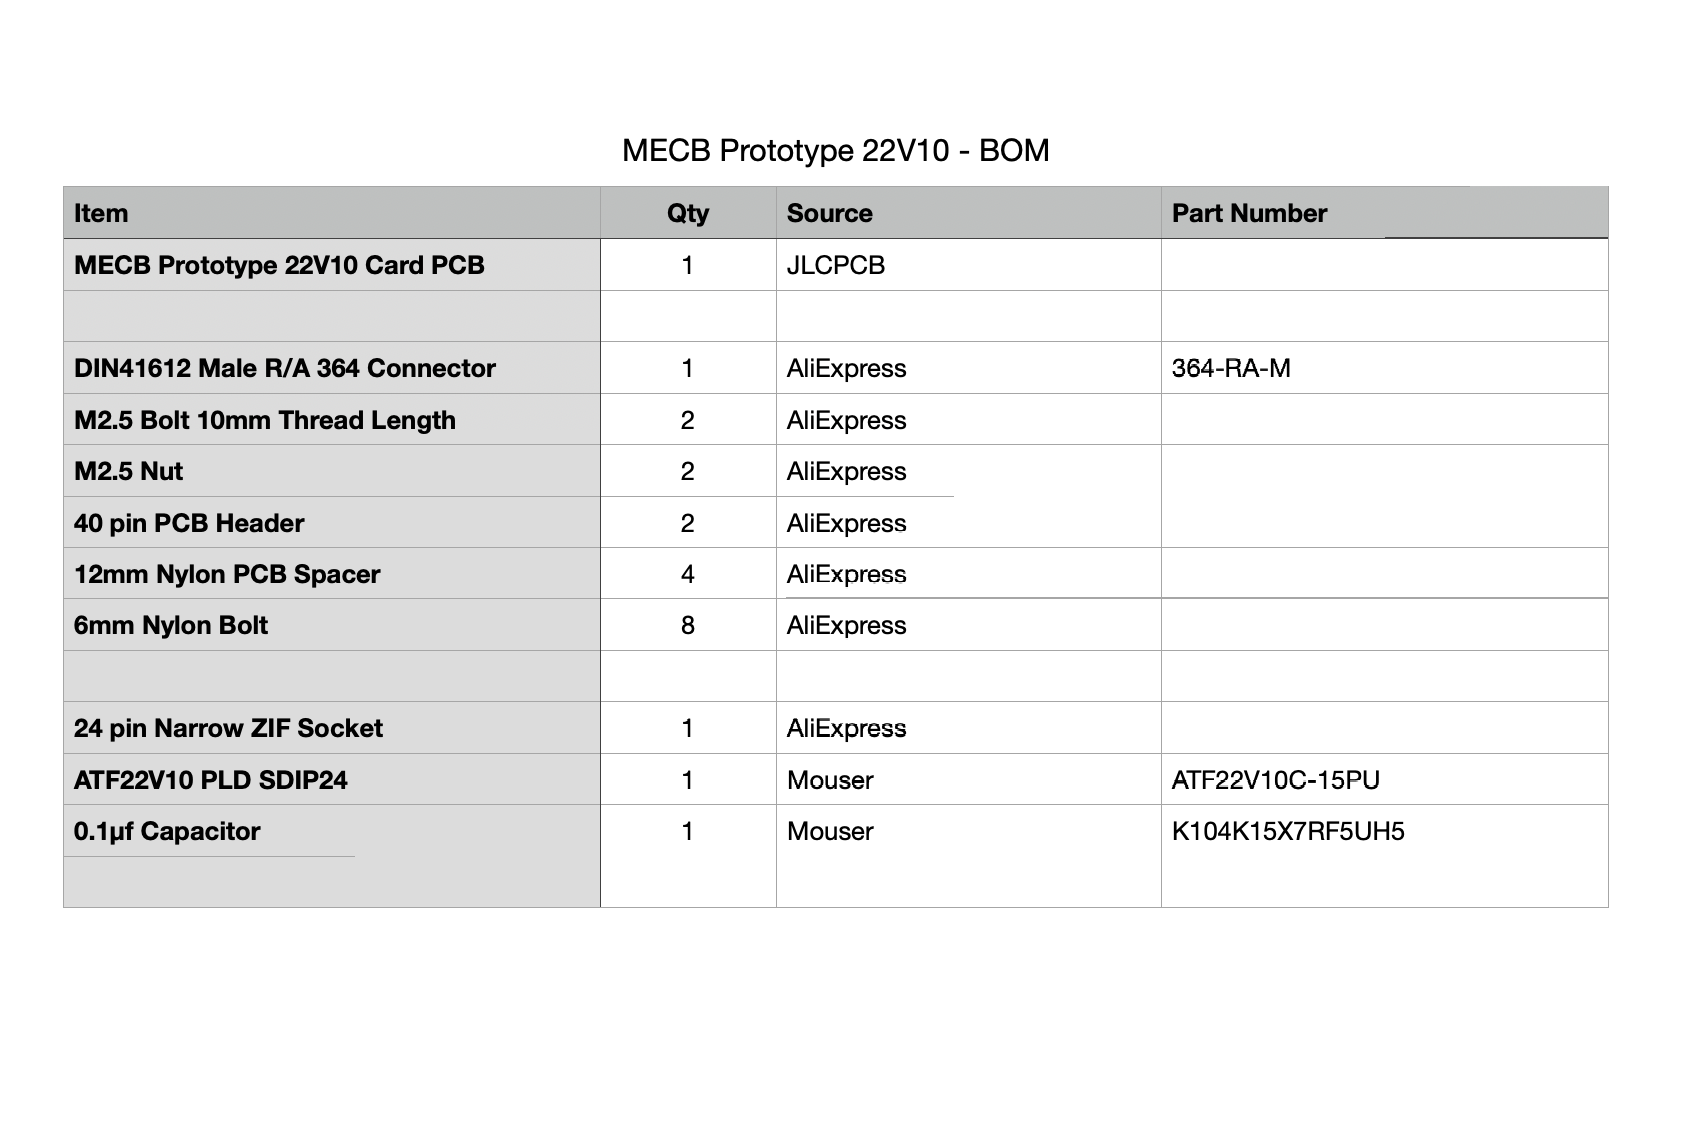 MECB Prototype 22V10 - BOM
Item Qty Source Part Number
MECB Prototype 22V10 Card PCB 1 JLCPCB
DIN41612 Male R/A 364 Connector 1 AliExpress 364-RA-M
M2.5 Bolt 10mm Thread Length 2 AliExpress
M2.5 Nut 2 AliExpress
40 pin PCB Header 2 AliExpress
12mm Nylon PCB Spacer 4 AliExpress
6mm Nylon Bolt 8 AliExpress
24 pin Narrow ZIF Socket 1 AliExpress
ATF22V10 PLD SDIP24 1 Mouser ATF22V10C-15PU
0.1µf Capacitor 1 Mouser K104K15X7RF5UH5